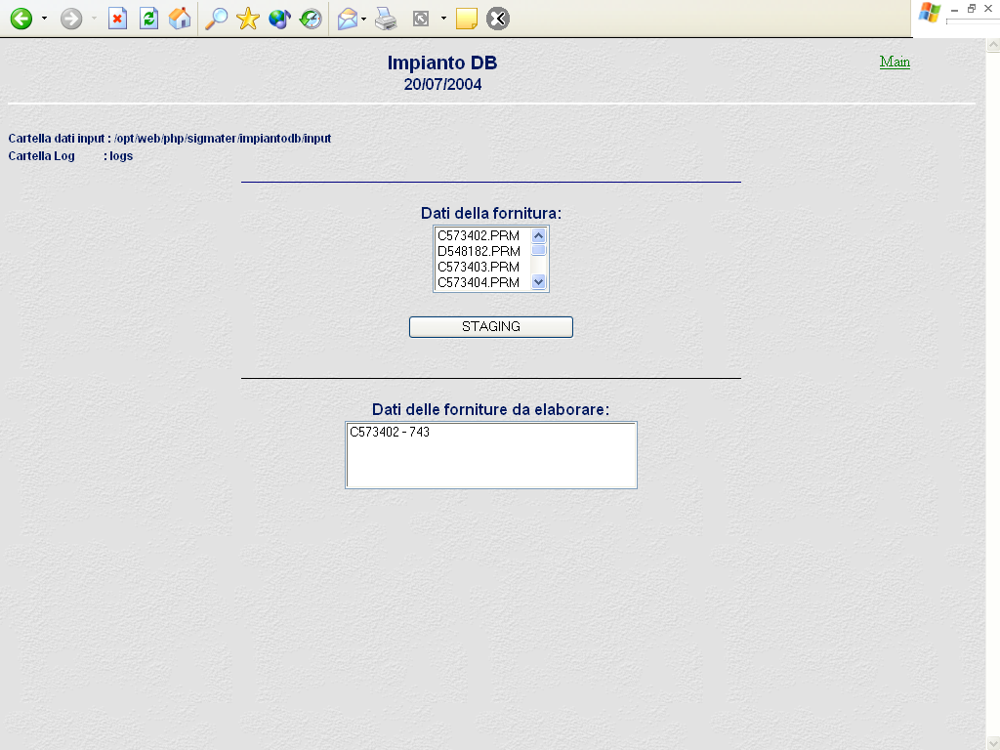 Impianto DB
Main
20/07/2004
Cartella dati input : /opt/web/php/sigmater/impiantodb/input
Cartella Log : logs
Dati della fornitura:
C573402.PRM
D548182.PRM
C573403.PRM
C573404.PRM
STAGING
Dati delle forniture da elaborare:
C573402 - 743